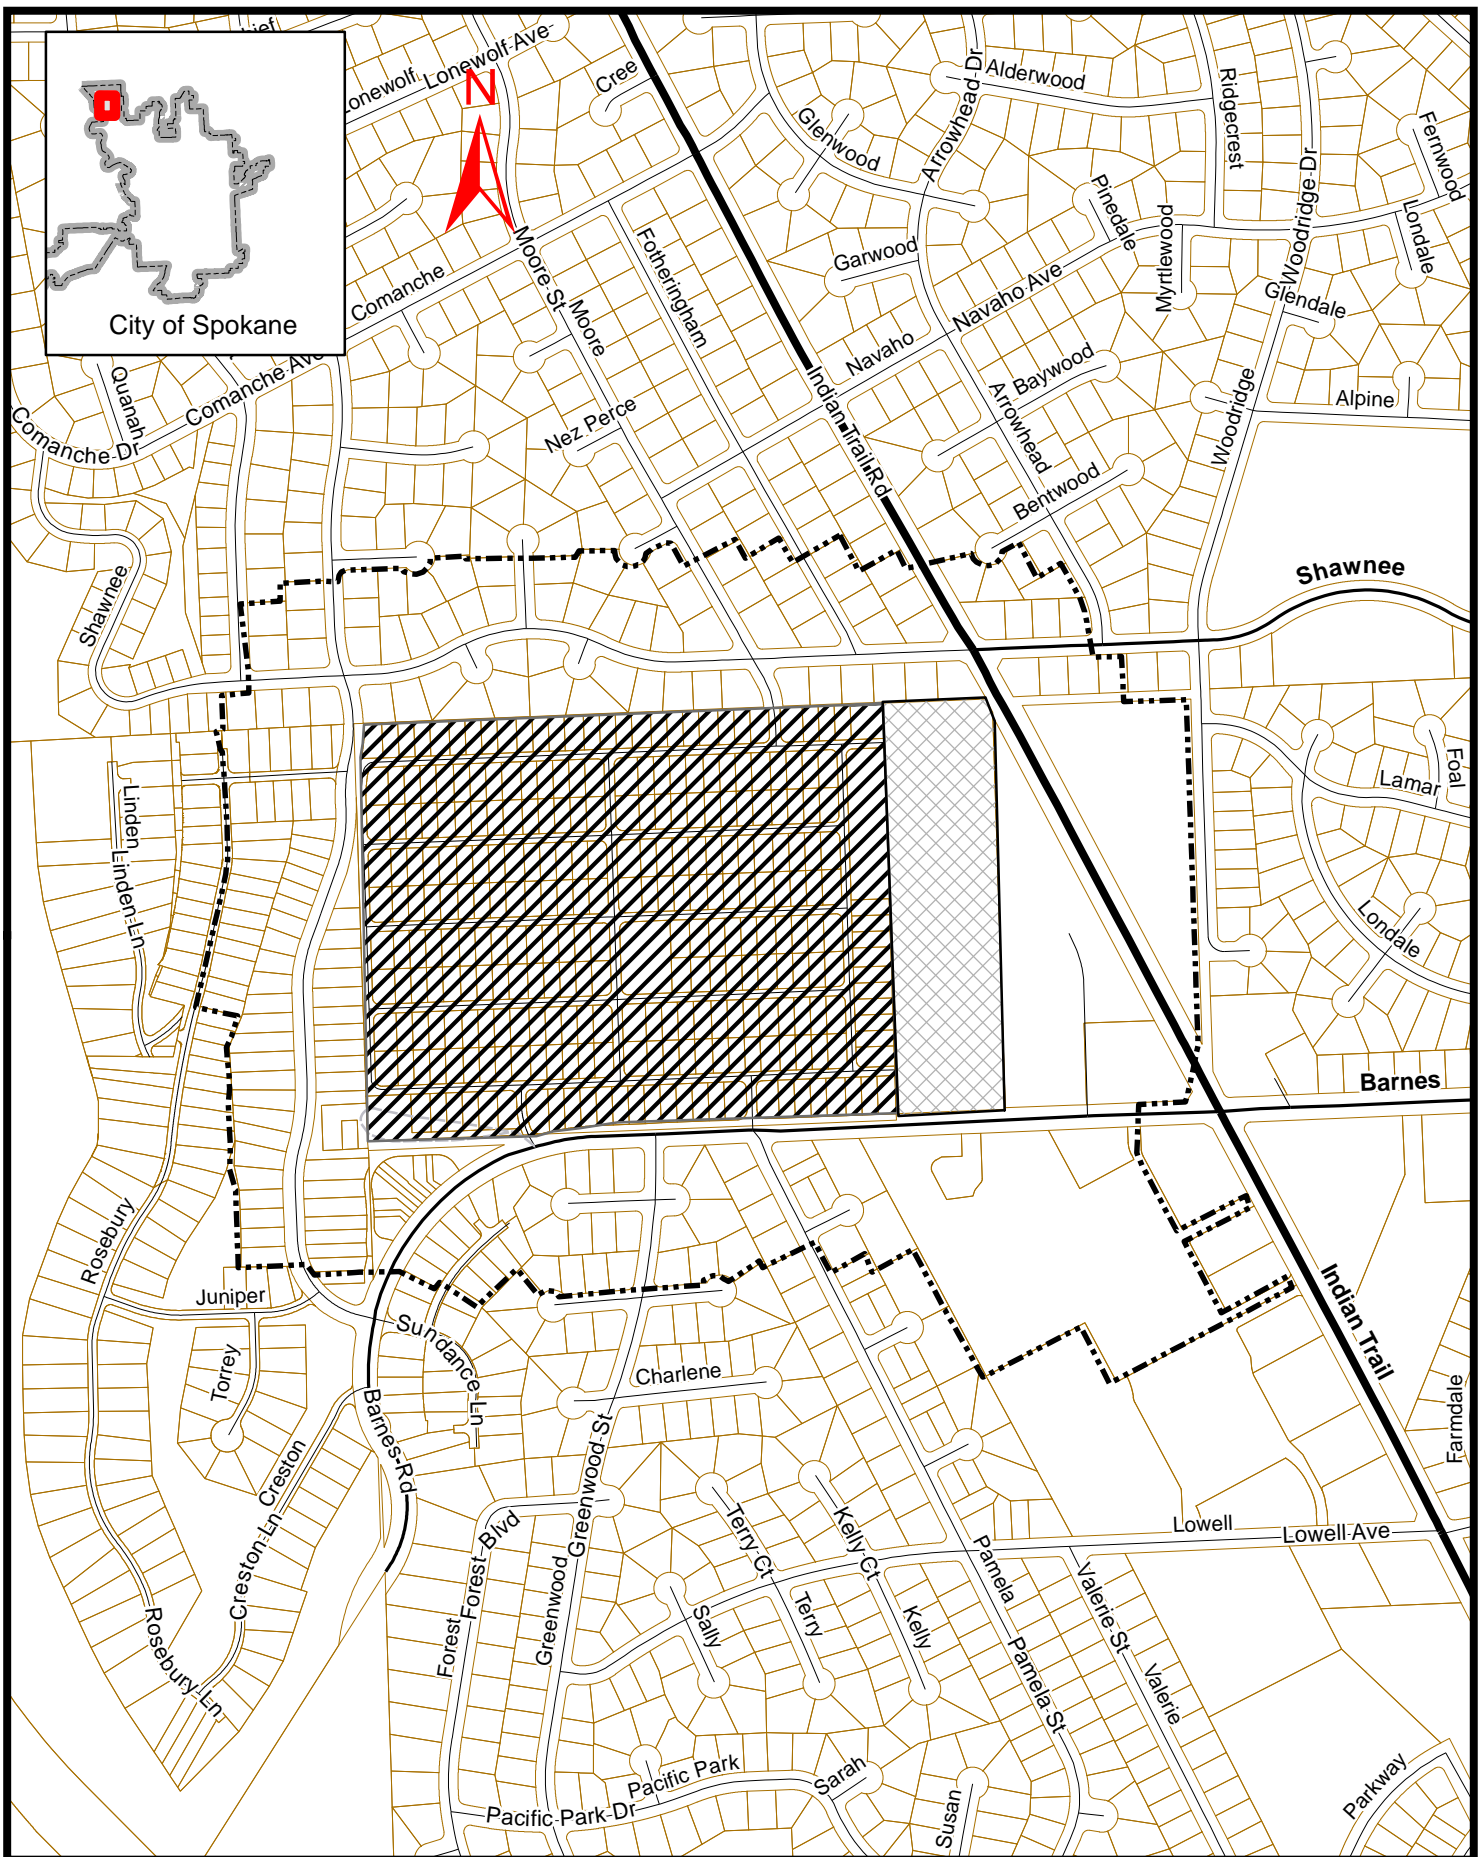 hief
Lonewolf Ave
Lonewolf
Cree
N
Alderwood
Arrowhead Dr
Glenwood
Ridgecrest
Woodridge Dr
Fernwood
Pinedale
Myrtlewood
Londale
City of Spokane
Moore St
Fotheringham
Garwood
Comanche
Navaho Ave
Glendale
Moore
Navaho
Baywood
Quanah
Comanche Ave
Indian Trail Rd
Arrowhead
Woodridge
Alpine
Comanche Dr
Nez Perce
Bentwood
Shawnee
Shawnee
Linden
Linden Ln
Lamar
Foal
Londale
Barnes
Rosebury
Juniper
Sundance Ln
Indian Trail
Torrey
Charlene
Barnes Rd
Farmdale
Creston
Creston Ln
Greenwood St
Forest Blvd
Forest
Greenwood
Terry Ct
Kelly Ct
Lowell
Lowell Ave
Pamela
Valerie St
Sally
Terry
Kelly
Rosebury Ln
Pamela St
Valerie
Pacific Park
Pacific Park Dr
Sarah
Susan
Parkway